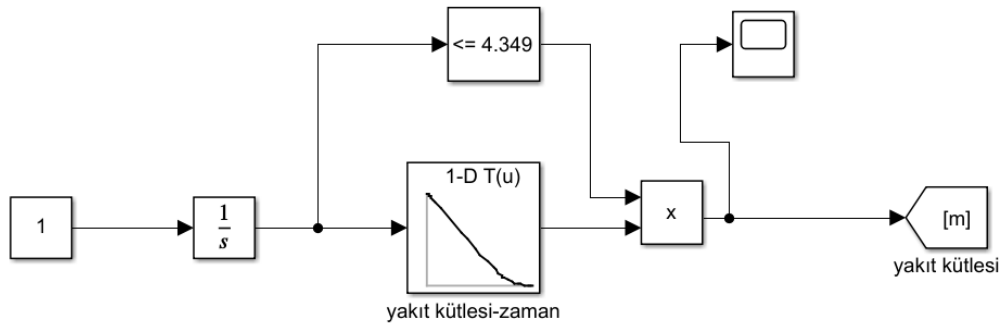 <= 4.349
1-D T(u)
1
1
s
x
[m]
yakıt kütlesi
yakıt kütlesi-zaman